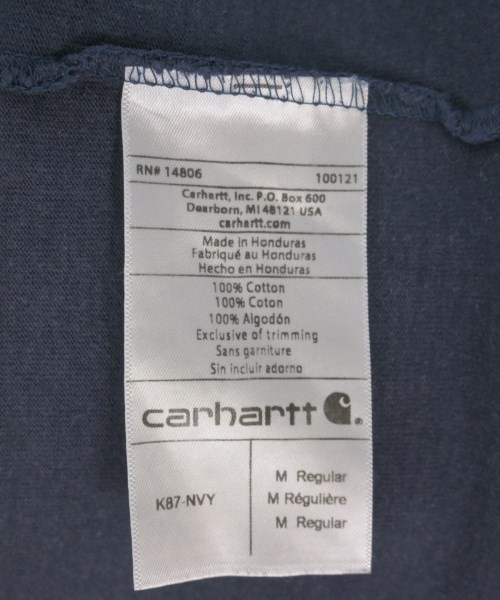 RN# 14806 100121
Carhartt, Inc. P.O. Box 600
Dearborn, MI 48121 USA
carhartt.com
Made in Honduras
Fabriqué au Honduras
Hecho en Honduras
100% Cotton
100% Coton
100% Algodón
Exclusive of trimming
Sans garniture
Sin incluir adorno
carhartt®
K87-NVY
M Regular
M Régulière
M Regular